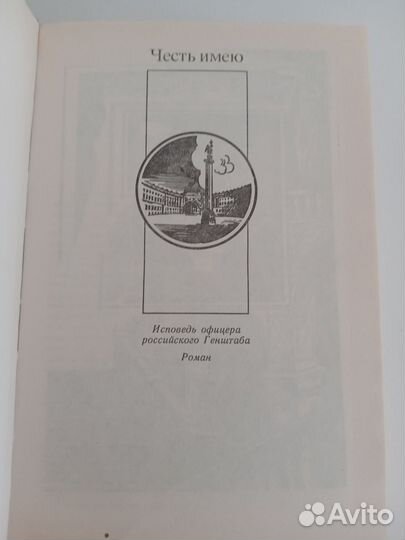 Честь имею
Исповедь офицера
российского Генштаба
Роман
Avito